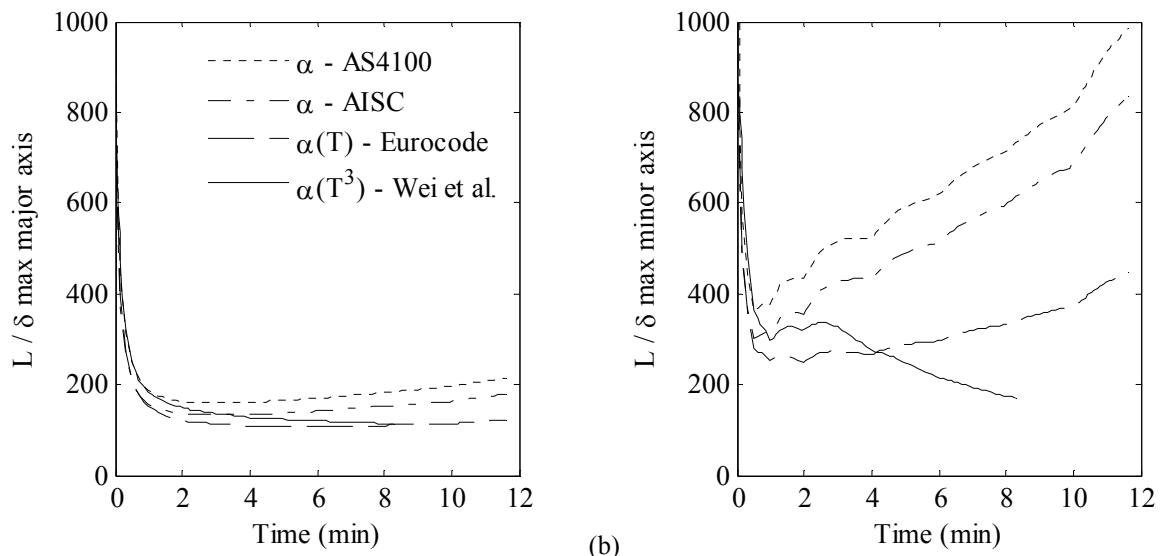 1000
800
600
400
200
0
L / δ max major axis
α - AS4100
α - AISC
α(T) - Eurocode
α(T³) - Wei et al.
0 2 4 6 8 10 12
Time (min)
(b)
1000
800
600
400
200
0
L / δ max minor axis
0 2 4 6 8 10 12
Time (min)